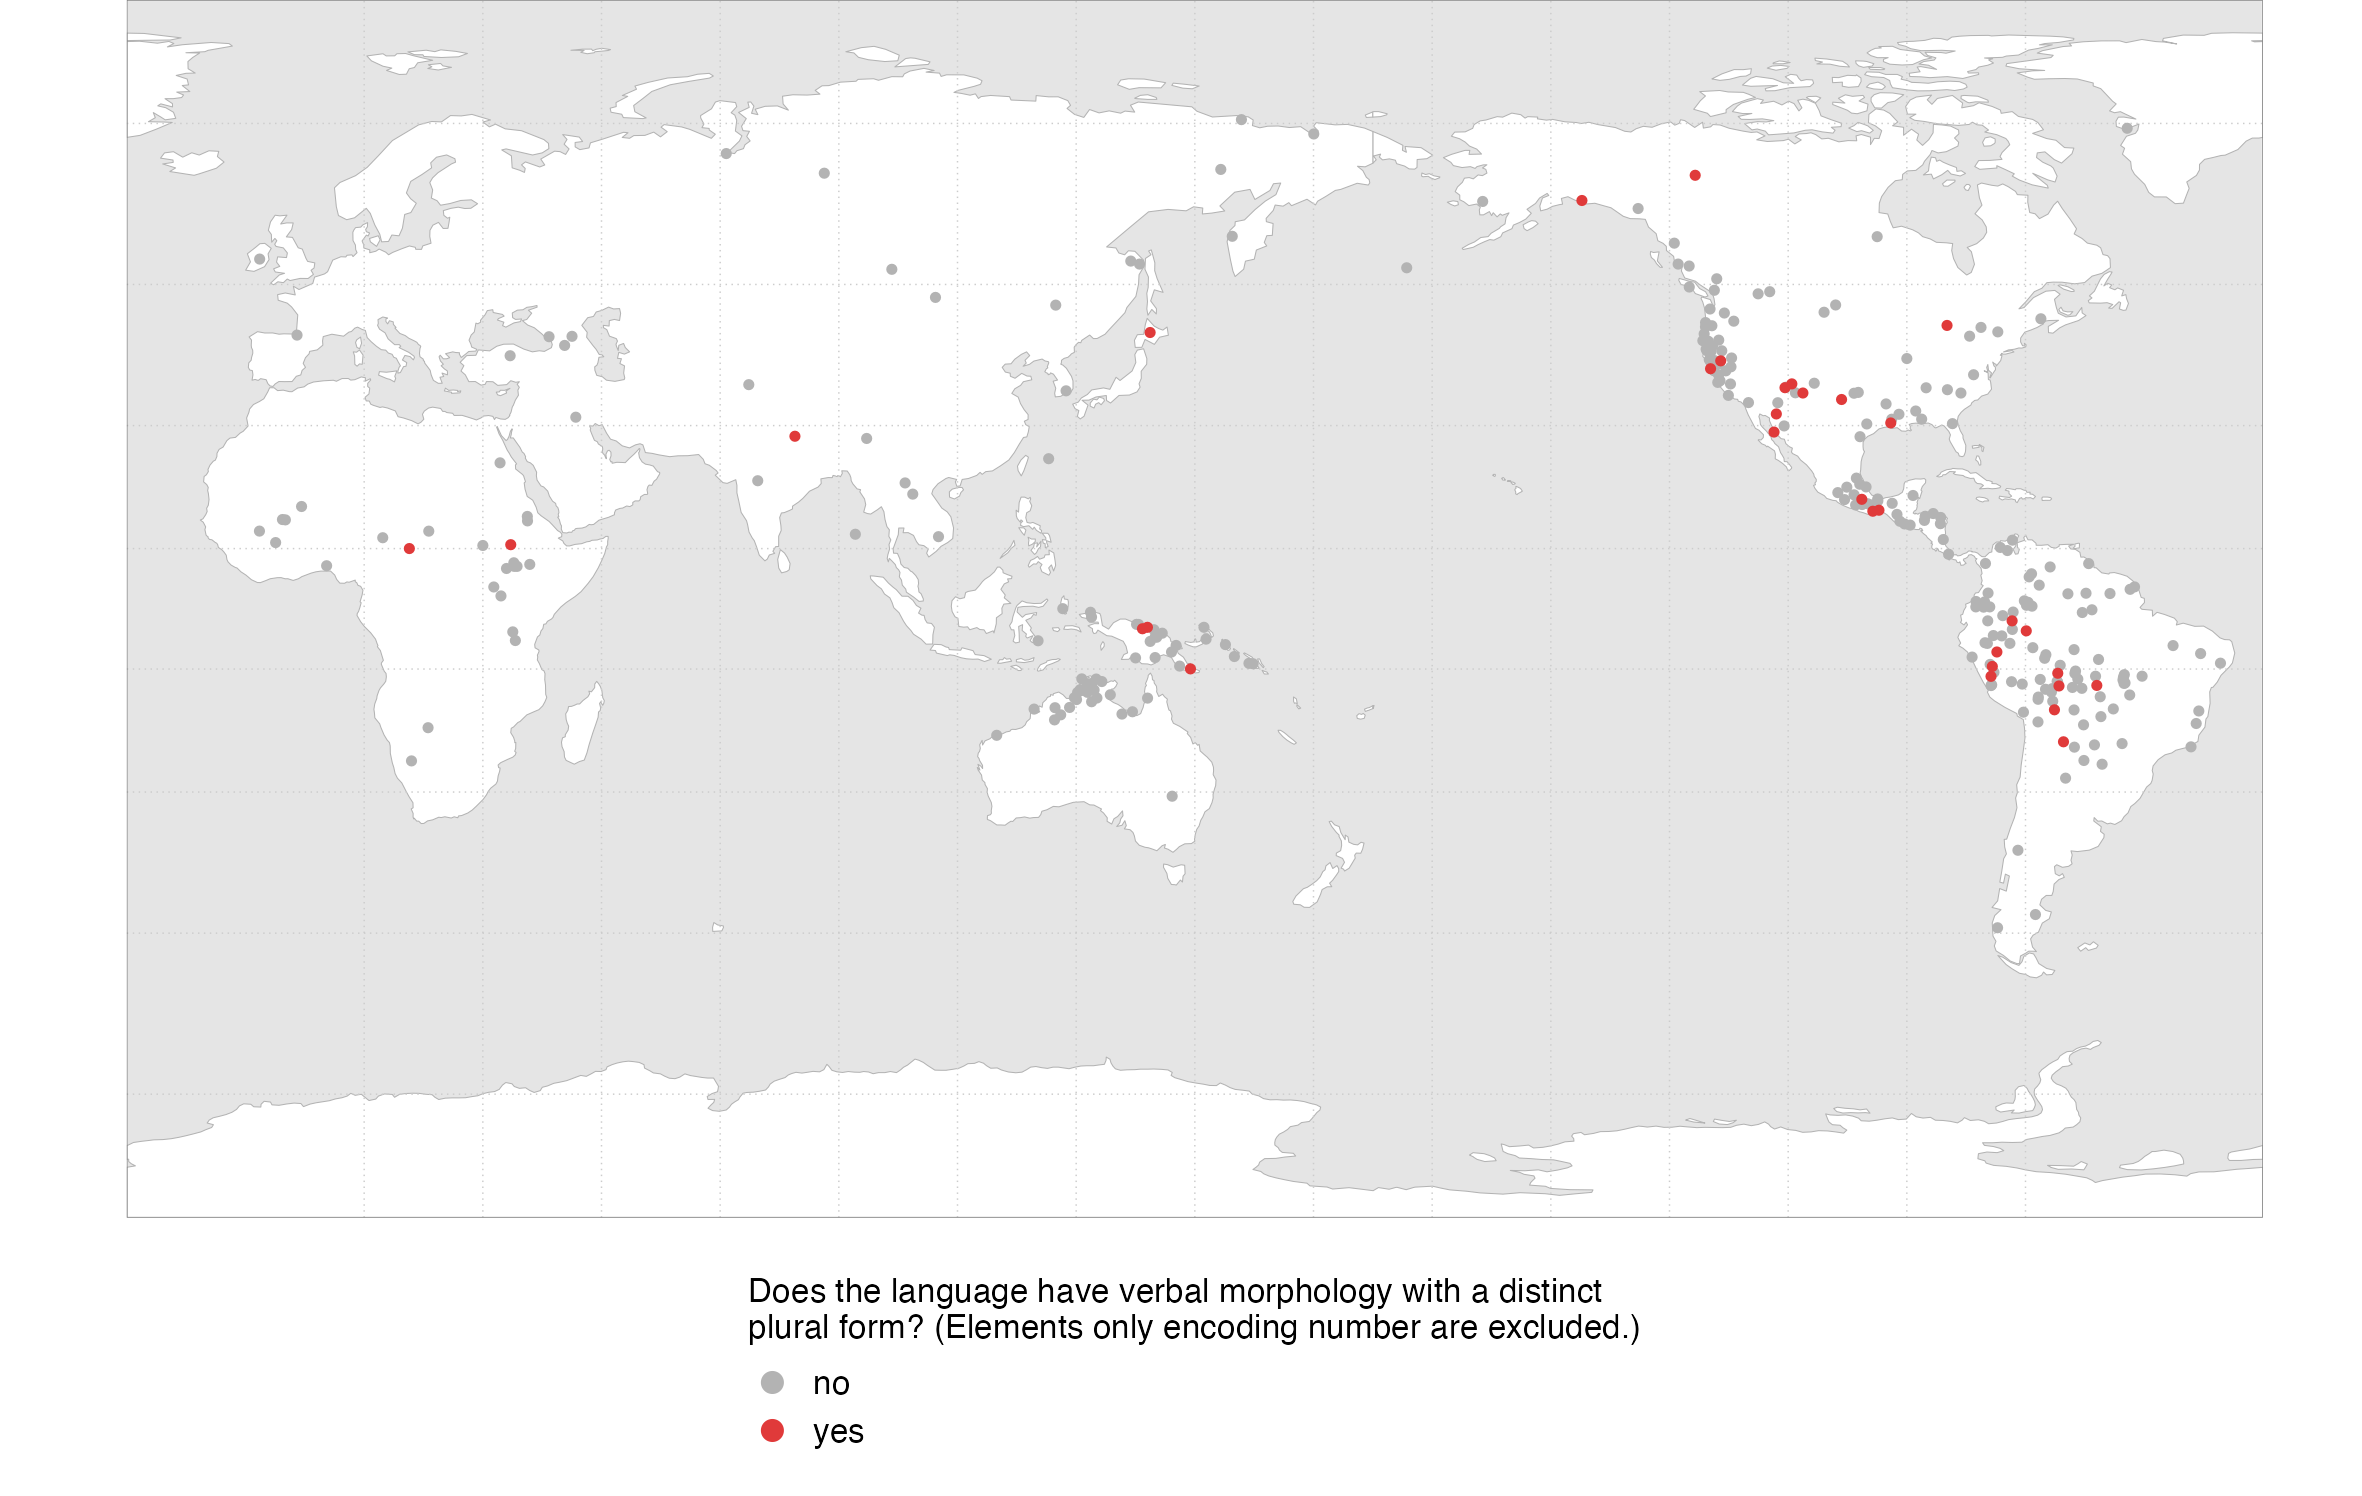 Does the language have verbal morphology with a distinct
plural form? (Elements only encoding number are excluded.)
no
yes